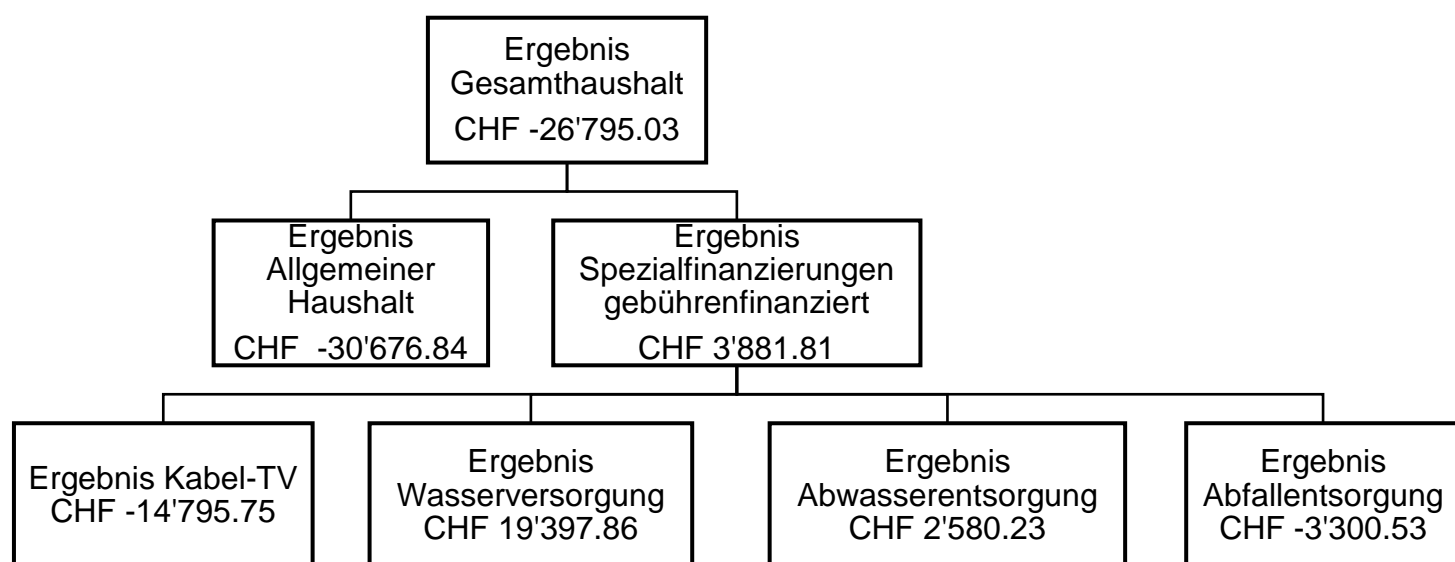 Ergebnis
Gesamthaushalt
CHF -26'795.03
Ergebnis
Allgemeiner
Haushalt
CHF  -30'676.84
Ergebnis
Spezialfinanzierungen
gebührenfinanziert
CHF 3'881.81
Ergebnis Kabel-TV
CHF -14'795.75
Ergebnis
Wasserversorgung
CHF 19'397.86
Ergebnis
Abwasserentsorgung
CHF 2'580.23
Ergebnis
Abfallentsorgung
CHF -3'300.53